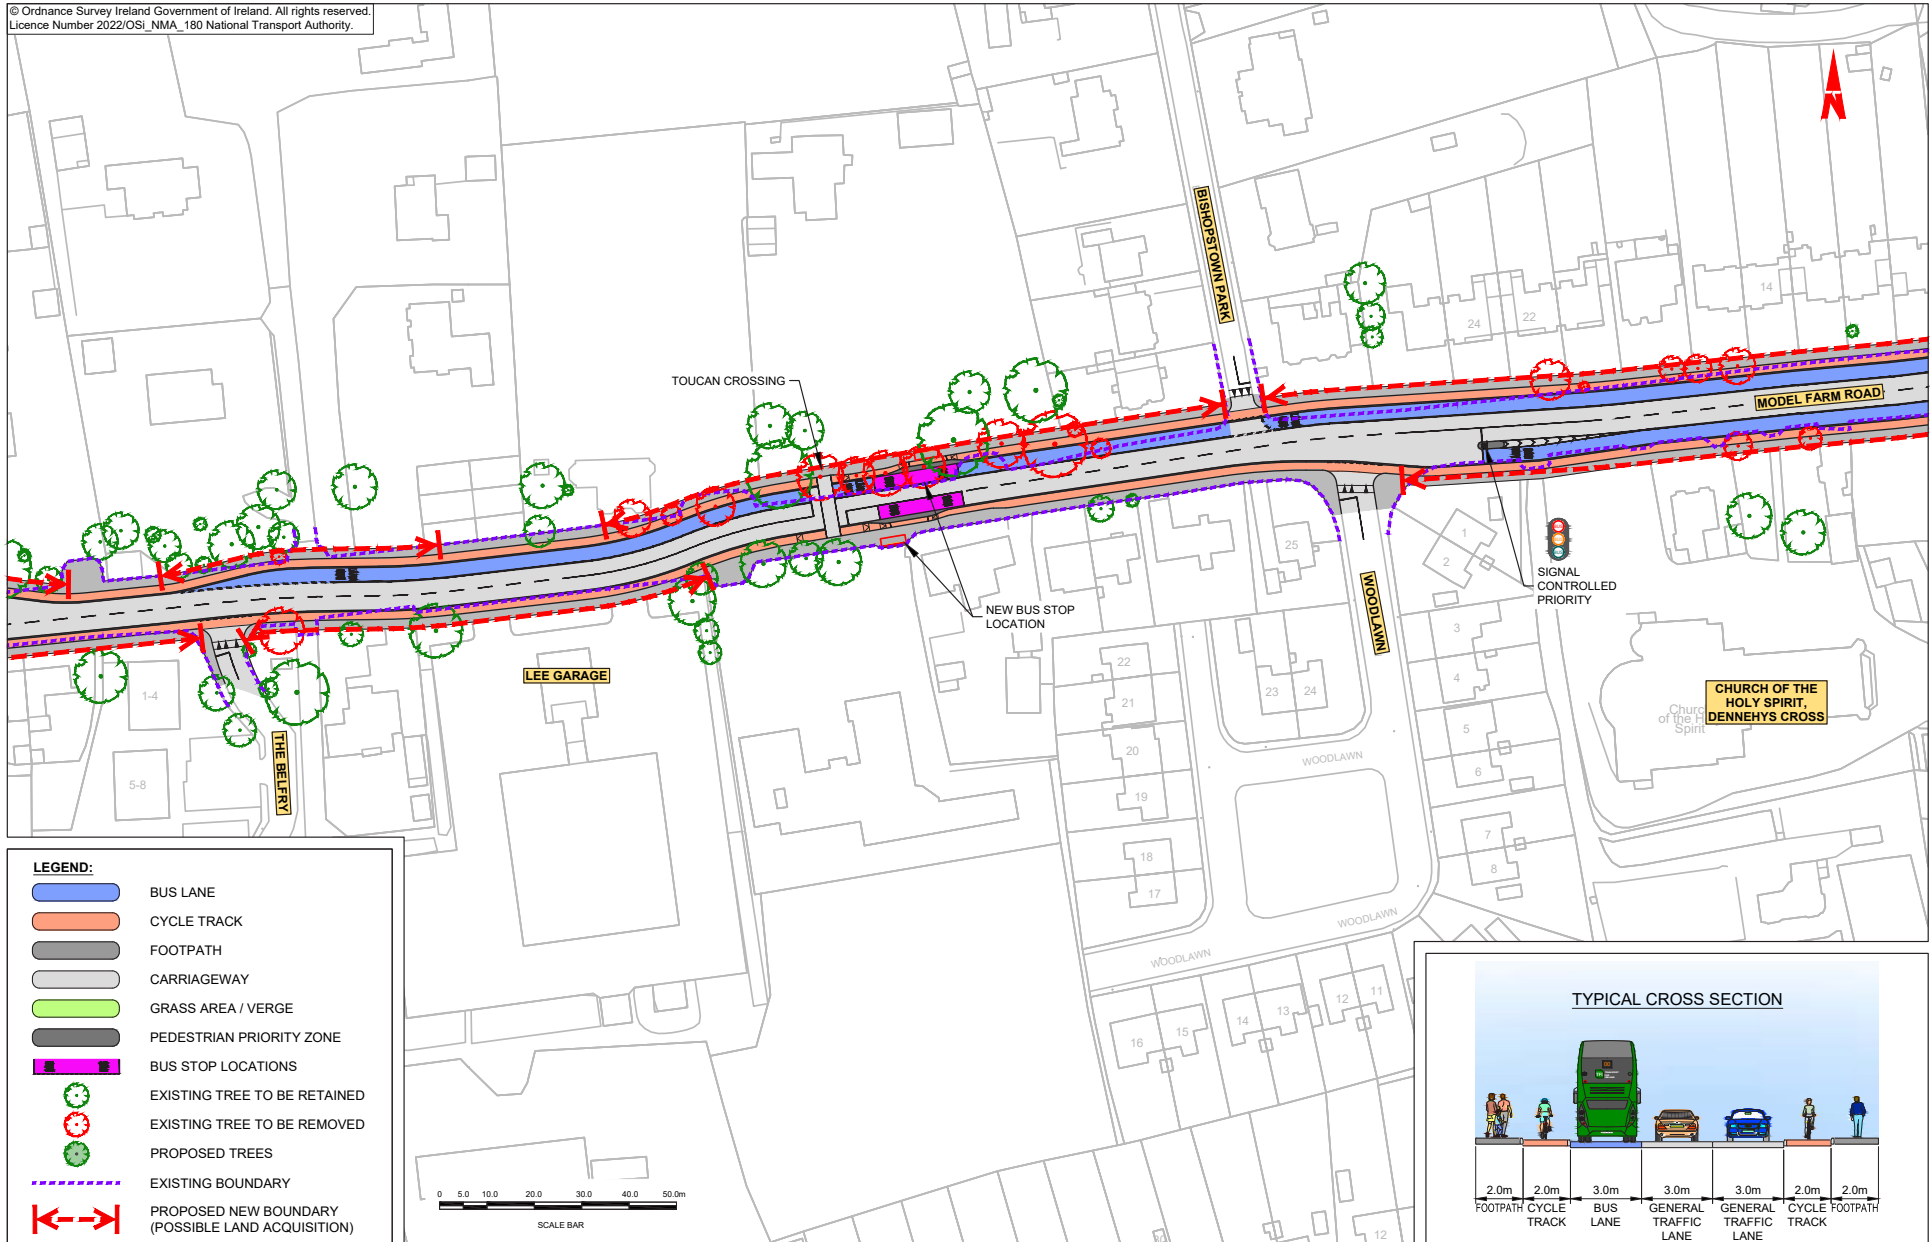 © Ordnance Survey Ireland Government of Ireland. All rights reserved.
Licence Number 2022/OSi_NMA_180 National Transport Authority.
N
BISHOPSTOWN PARK
14
22
24
TOUCAN CROSSING
MODEL FARM ROAD
25
1
2
SIGNAL
CONTROLLED
PRIORITY
NEW BUS STOP
LOCATION
WOODLAWN
3
4
5
6
7
8
LEE GARAGE
22
21
20
19
18
17
23
24
1-4
5-8
THE BELFRY
CHURCH OF THE
HOLY SPIRIT,
DENNEHYS CROSS
Churc
of the H
Spirit
WOODLAWN
WOODLAWN
WOODLAWN
16
15
14
13
12
11
12
LEGEND:
BUS LANE
CYCLE TRACK
FOOTPATH
CARRIAGEWAY
GRASS AREA / VERGE
PEDESTRIAN PRIORITY ZONE
BUS STOP LOCATIONS
EXISTING TREE TO BE RETAINED
EXISTING TREE TO BE REMOVED
PROPOSED TREES
EXISTING BOUNDARY
PROPOSED NEW BOUNDARY
(POSSIBLE LAND ACQUISITION)
0 5.0 10.0 20.0 30.0 40.0 50.0m
SCALE BAR
TYPICAL CROSS SECTION
2.0m 2.0m 3.0m 3.0m 3.0m 2.0m 2.0m
FOOTPATH CYCLE BUS GENERAL GENERAL CYCLE FOOTPATH
TRACK LANE TRAFFIC TRAFFIC TRACK
LANE LANE